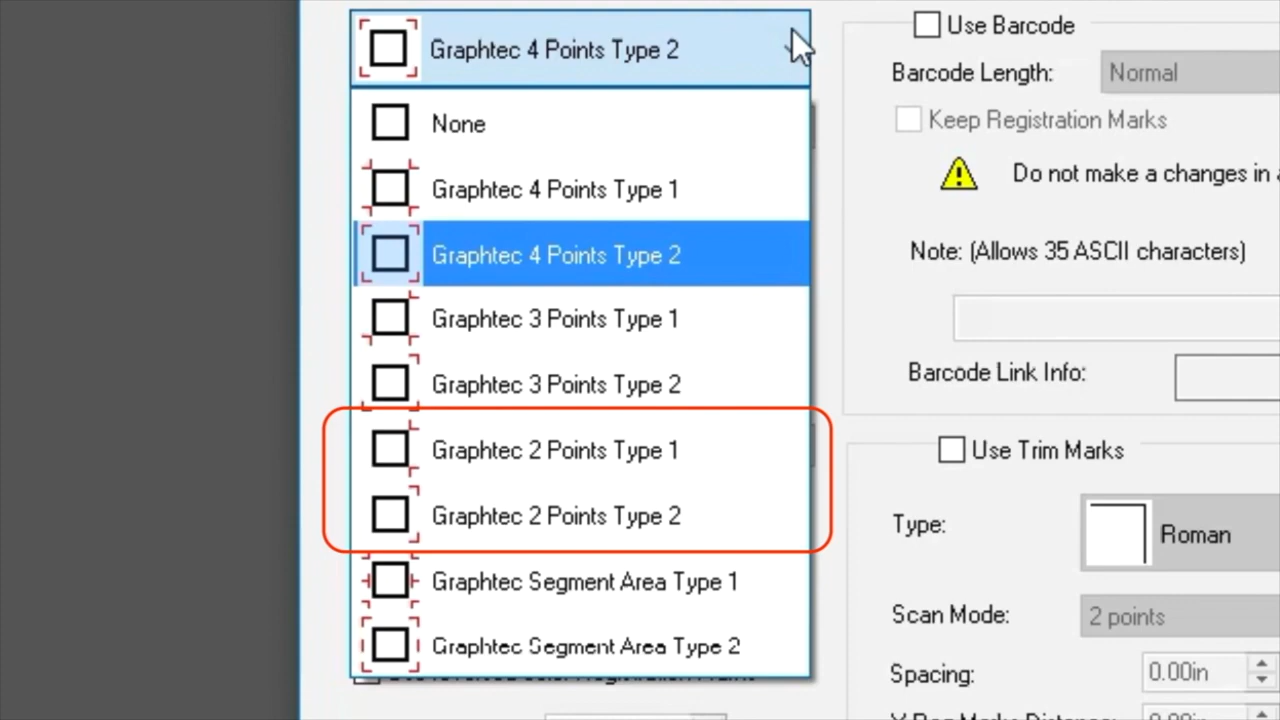 Graphtec 4 Points Type 2
None
Graphtec 4 Points Type 1
Graphtec 4 Points Type 2
Graphtec 3 Points Type 1
Graphtec 3 Points Type 2
Graphtec 2 Points Type 1
Graphtec 2 Points Type 2
Graphtec Segment Area Type 1
Graphtec Segment Area Type 2
Use Barcode
Barcode Length: Normal
Keep Registration Marks
Do not make a changes in
Note: (Allows 35 ASCII characters)
Barcode Link Info:
Use Trim Marks
Type: Roman
Scan Mode: 2 points
Spacing: 0.00in